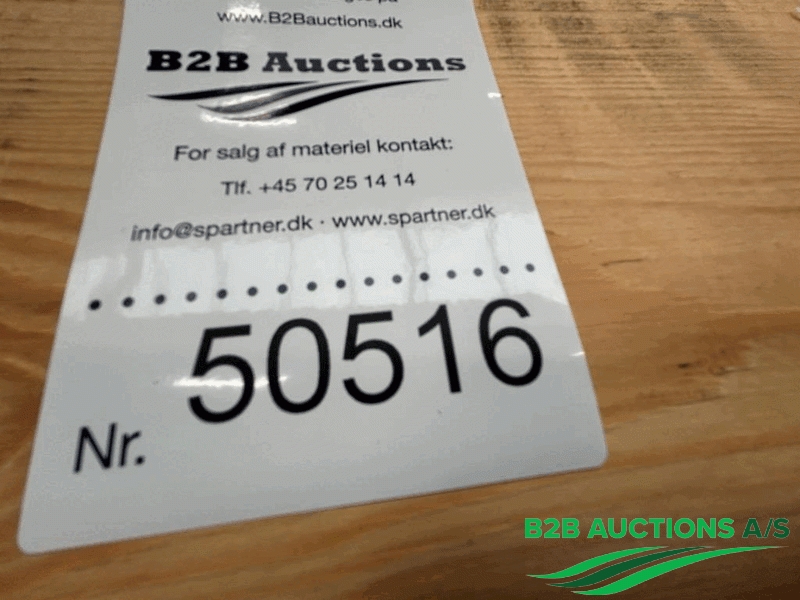 www.B2Bauctions.dk
B2B Auctions
For salg af materiel kontakt:
Tlf. +45 70 25 14 14
info@spartner.dk · www.spartner.dk
Nr. 50516
B2B AUCTIONS A/S